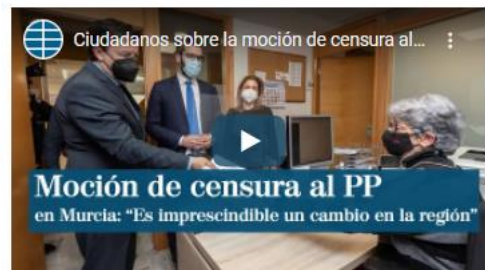 Ciudadanos sobre la moción de censura al...
Moción de censura al PP
en Murcia: “Es imprescindible un cambio en la región”